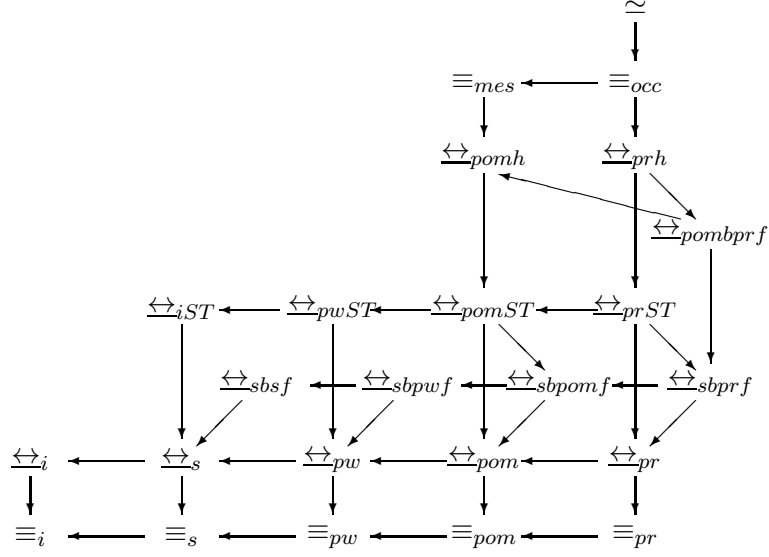 ≃
≡mes ≡occ
↔pomh ↔prh
↔pombprf
↔iST ↔pwST ↔pomST ↔prST
↔sbsf ↔sbpwf ↔sbpomf ↔sbprf
↔i ↔s ↔pw ↔pom ↔pr
≡i ≡s ≡pw ≡pom ≡pr